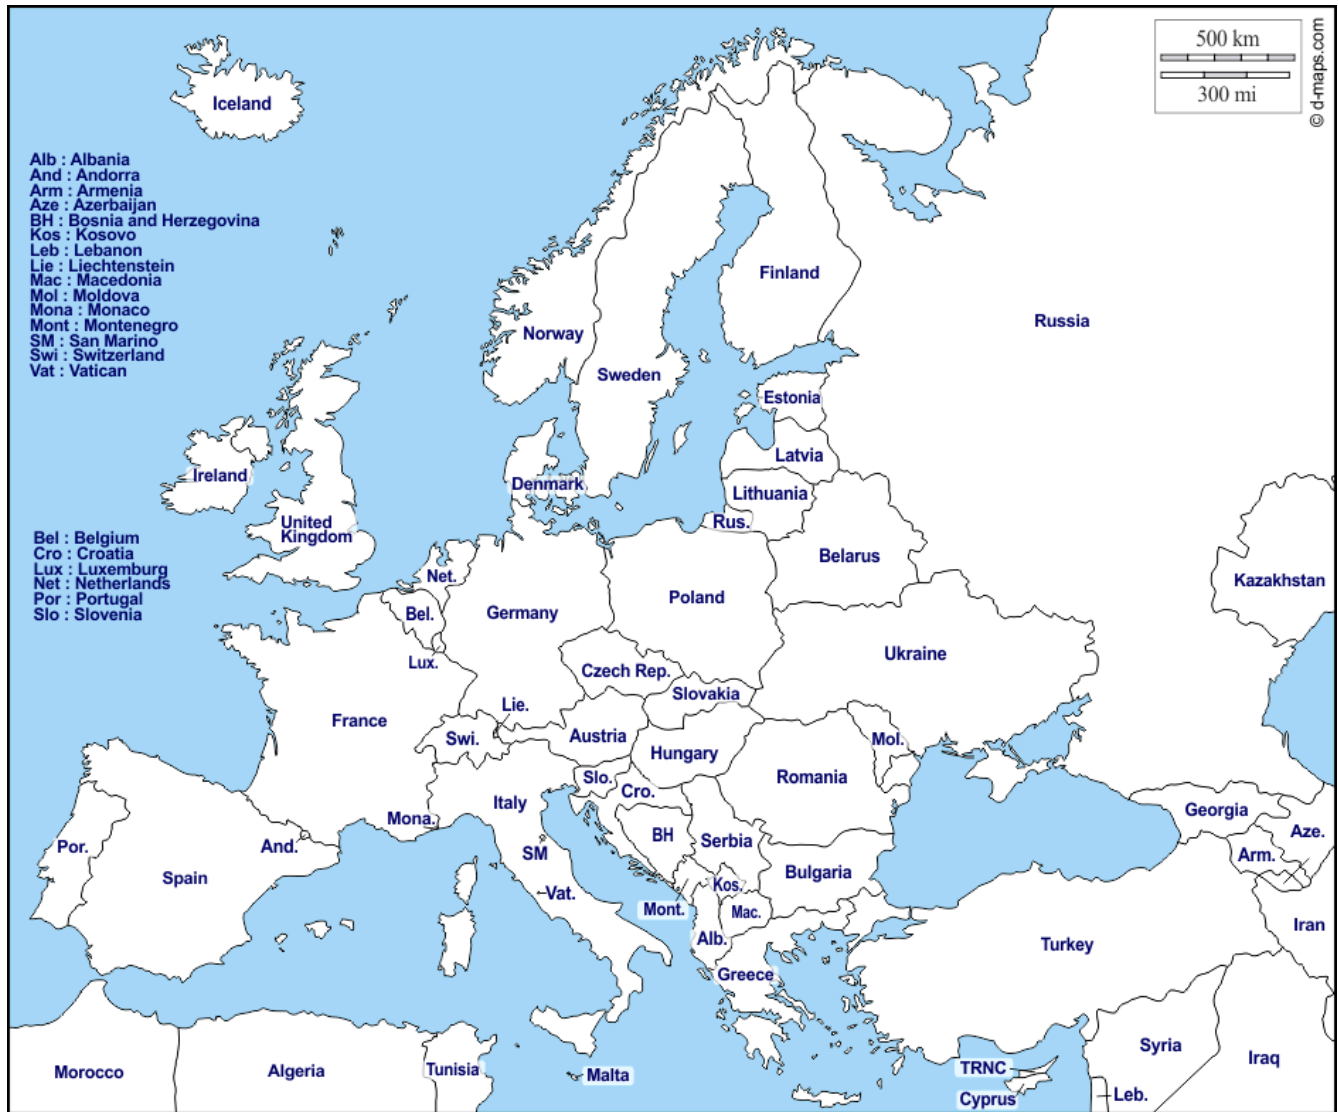 500 km
300 mi
© d-maps.com
Iceland
Alb : Albania
And : Andorra
Arm : Armenia
Aze : Azerbaijan
BH : Bosnia and Herzegovina
Kos : Kosovo
Leb : Lebanon
Lie : Liechtenstein
Mac : Macedonia
Mol : Moldova
Mona : Monaco
Mont : Montenegro
SM : San Marino
Swi : Switzerland
Vat : Vatican
Finland
Russia
Norway
Sweden
Estonia
Latvia
Ireland
Denmark
Lithuania
Rus.
United
Kingdom
Bel : Belgium
Cro : Croatia
Lux : Luxemburg
Net : Netherlands
Por : Portugal
Slo : Slovenia
Belarus
Net.
Kazakhstan
Poland
Germany
Bel.
Ukraine
Lux.
Czech Rep.
Slovakia
Lie.
France
Swi.
Austria
Mol.
Hungary
Romania
Slo.
Cro.
Italy
Georgia
Mona.
Aze.
BH
Serbia
Por.
And.
SM
Arm.
Spain
Bulgaria
Kos.
Vat.
Mont.
Mac.
Iran
Alb.
Turkey
Greece
Syria
Iraq
Morocco
Algeria
Tunisia
Malta
TRNC
Cyprus
Leb.